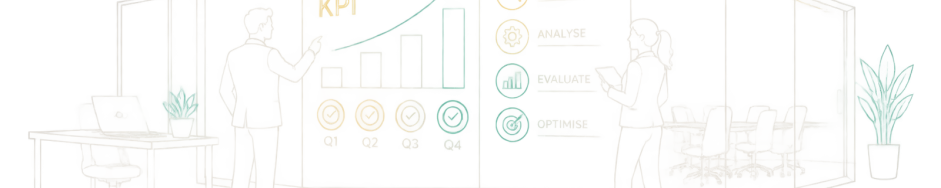 KPI
Q1 Q2 Q3 Q4
ANALYSE
EVALUATE
OPTIMISE